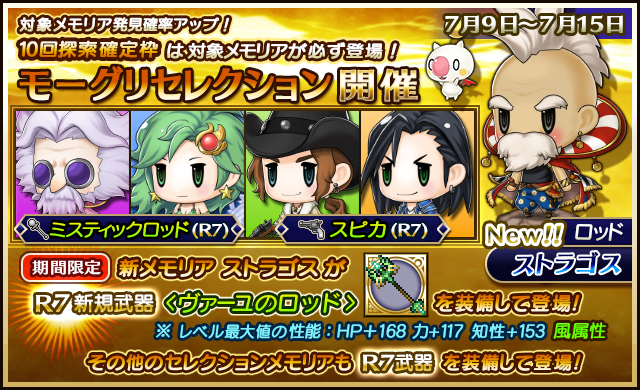 対象メモリア発見確率アップ！
7月9日～7月15日
10回探索確定枠 は対象メモリアが必ず登場！
モーグリセレクション 開催
ミスティックロッド (R7)
スピカ (R7)
New!! ロッド
ストラゴス
期間限定 新メモリア ストラゴス が
R7 新規武器 <ヴァーユのロッド> を装備して登場!
※ レベル最大値の性能：HP+168 力+117 知性+153 風属性
その他のセレクションメモリアも R7武器 を装備して登場!